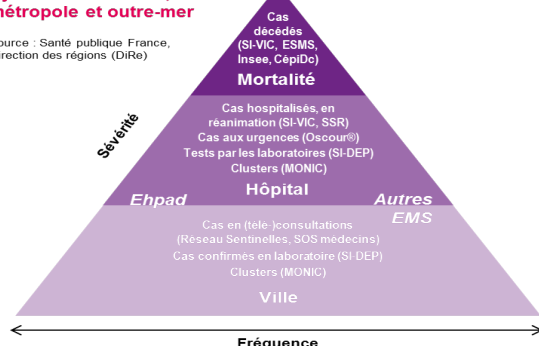 métropole et outre-mer
Source : Santé publique France,
Direction des régions (DiRe)
Cas
décédés
(SI-VIC, ESMS,
Insee, CépiDc)
Mortalité
Sévérité
Cas hospitalisés, en
réanimation (SI-VIC, SSR)
Cas aux urgences (Oscour®)
Tests par les laboratoires (SI-DEP)
Clusters (MONIC)
Hôpital
Ehpad
Autres
EMS
Cas en (télé-)consultations
(Réseau Sentinelles, SOS médecins)
Cas confirmés en laboratoire (SI-DEP)
Clusters (MONIC)
Ville
Fréquence